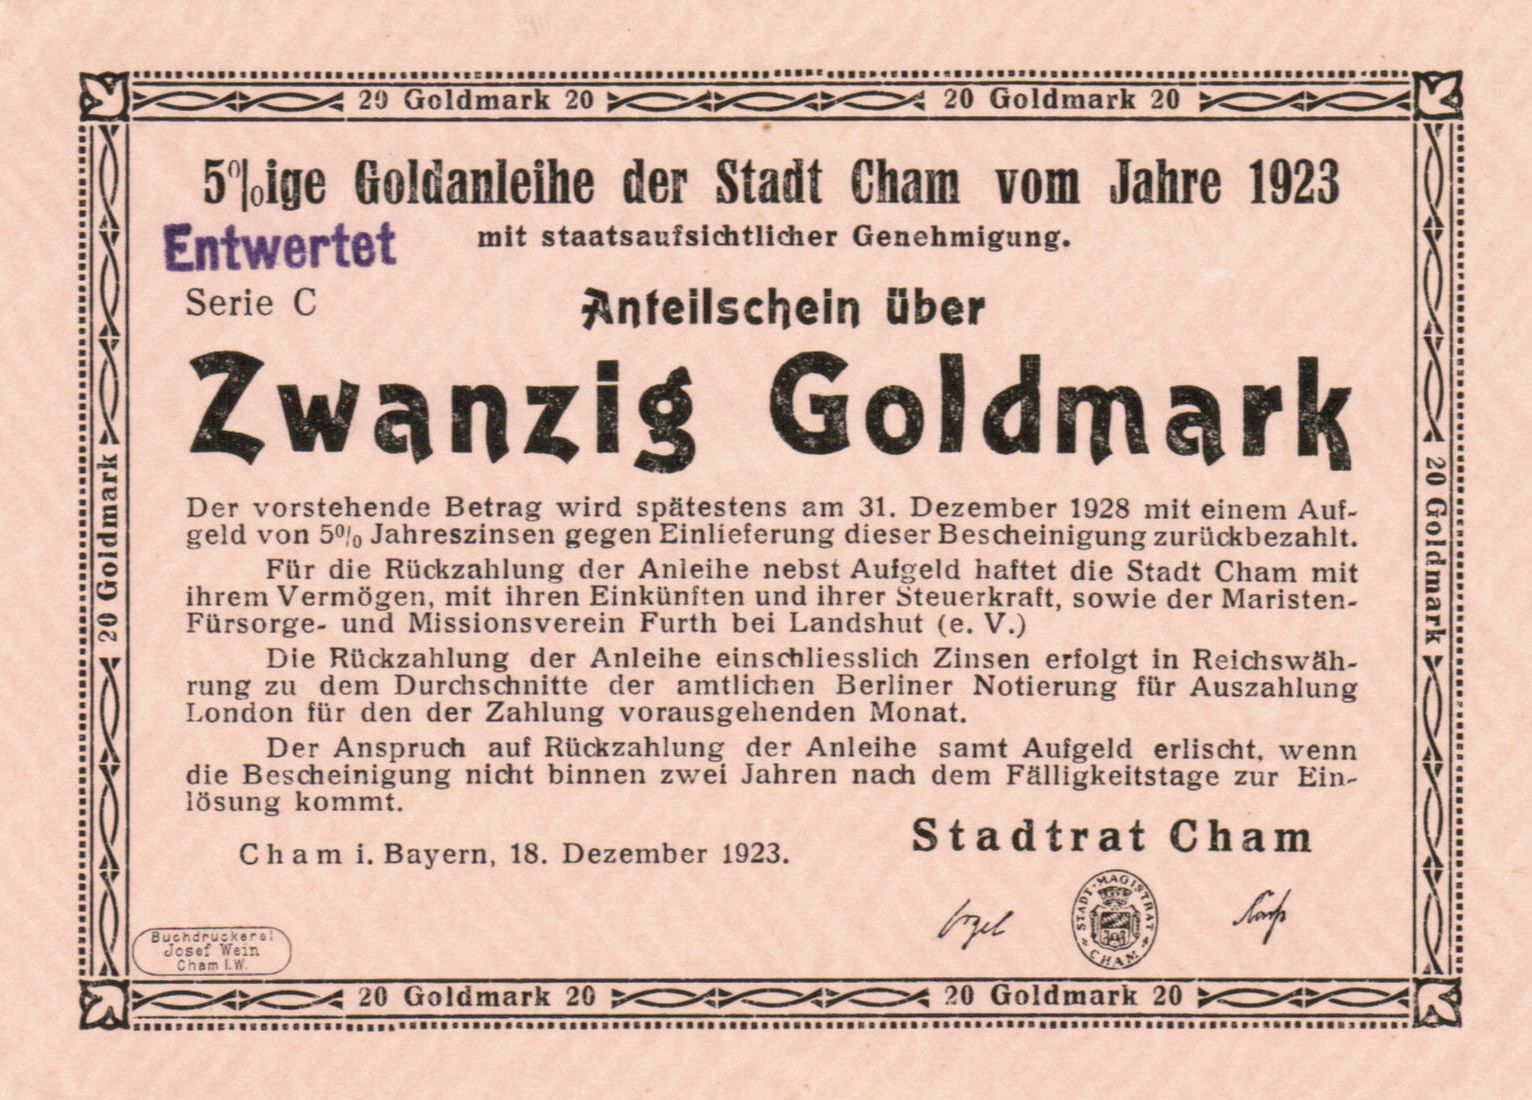 20 Goldmark 20 20 Goldmark 20
5%ige Goldanleihe der Stadt Cham vom Jahre 1923
Entwertet
mit staatsaufsichtlicher Genehmigung.
Serie C
Anteilschein über
Zwanzig Goldmark
Der vorstehende Betrag wird spätestens am 31. Dezember 1928 mit einem Auf-
geld von 5% Jahreszinsen gegen Einlieferung dieser Bescheinigung zurückbezahlt.
Für die Rückzahlung der Anleihe nebst Aufgeld haftet die Stadt Cham mit
ihrem Vermögen, mit ihren Einkünften und ihrer Steuerkraft, sowie der Maristen-
Fürsorge- und Missionsverein Furth bei Landshut (e. V.)
Die Rückzahlung der Anleihe einschliesslich Zinsen erfolgt in Reichswäh-
rung zu dem Durchschnitte der amtlichen Berliner Notierung für Auszahlung
London für den der Zahlung vorausgehenden Monat.
Der Anspruch auf Rückzahlung der Anleihe samt Aufgeld erlischt, wenn
die Bescheinigung nicht binnen zwei Jahren nach dem Fälligkeitstage zur Ein-
lösung kommt.
Cham i. Bayern, 18. Dezember 1923.
Stadtrat Cham
STADT-MAGISTRAT
CHAM
Buchdruckerei
Josef Wein
Cham i.W.
20 Goldmark
20 Goldmark
20 Goldmark 20 20 Goldmark 20